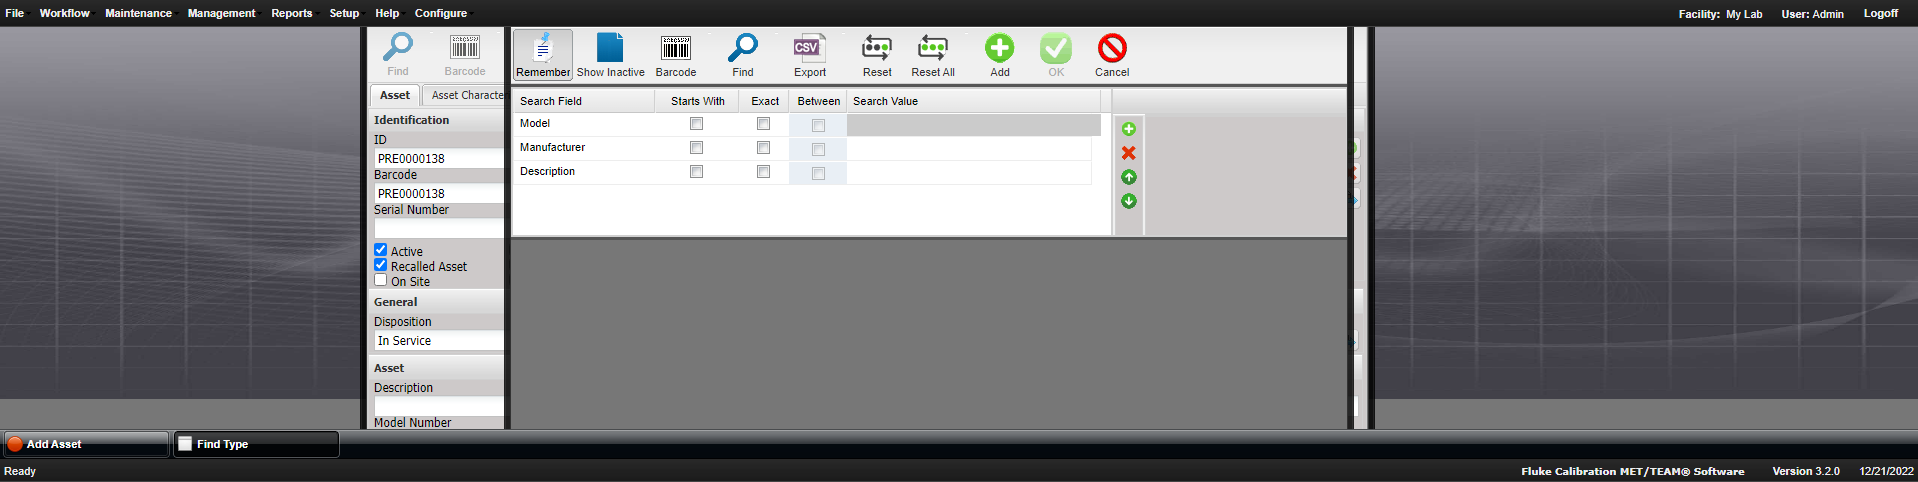 File Workflow Maintenance Management Reports Setup Help Configure Facility: My Lab User: Admin Logoff
Find Barcode Remember Show Inactive Barcode Find CSV Export Reset Reset All Add OK Cancel
Asset Asset Character
Search Field Starts With Exact Between Search Value
Identification
Model
ID
Manufacturer
PRE0000138
Description
Barcode
PRE0000138
Serial Number
Active
Recalled Asset
On Site
General
Disposition
In Service
Asset
Description
Model Number
Add Asset Find Type
Ready Fluke Calibration MET/TEAM® Software Version 3.2.0 12/21/2022